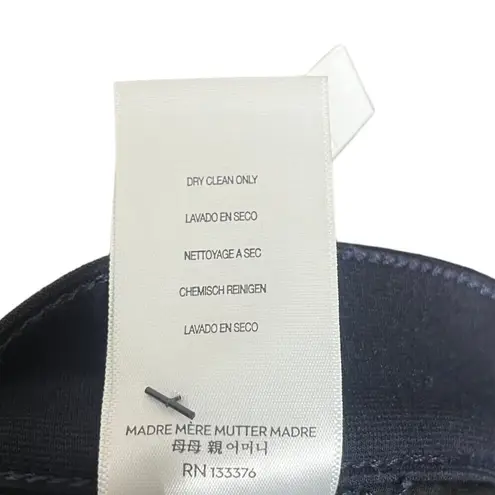 DRY CLEAN ONLY
LAVADO EN SECO
NETTOYAGE A SEC
CHEMISCH REINIGEN
LAVADO EN SECO
MADRE MÈRE MUTTER MADRE
母母 親 어머니
RN 133376